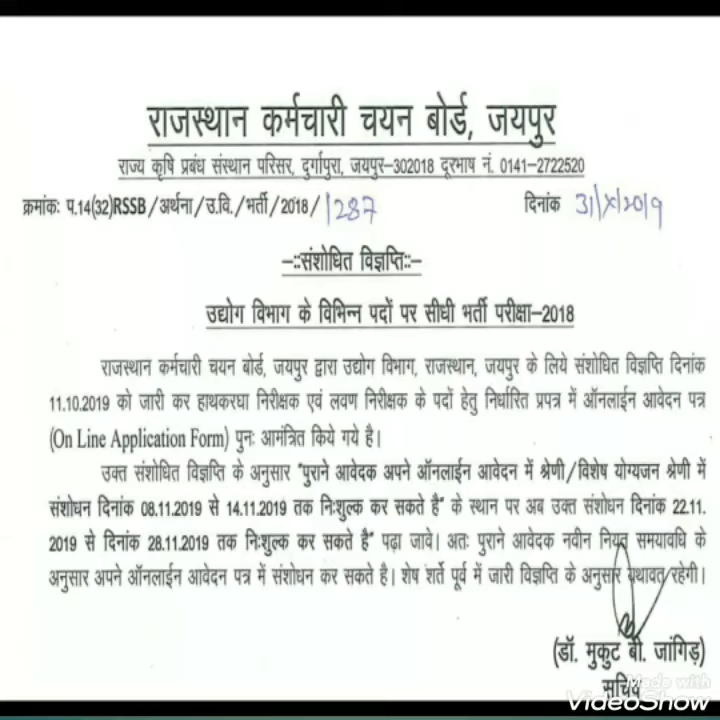 राजस्थान कर्मचारी चयन बोर्ड, जयपुर
राज्य कृषि प्रबंध संस्थान परिसर, दुर्गापुरा, जयपुर–302018 दूरभाष नं. 0141–2722520
क्रमांकः प.14(32)RSSB/अर्थना/उ.वि./भर्ती/2018/1287 दिनांक 31/X/2019
–::संशोधित विज्ञप्तिः:–
उद्योग विभाग के विभिन्न पदों पर सीधी भर्ती परीक्षा–2018
राजस्थान कर्मचारी चयन बोर्ड, जयपुर द्वारा उद्योग विभाग, राजस्थान, जयपुर के लिये संशोधित विज्ञप्ति दिनांक
11.10.2019 को जारी कर हाथकरघा निरीक्षक एवं लवण निरीक्षक के पदों हेतु निर्धारित प्रपत्र में ऑनलाईन आवेदन पत्र
(On Line Application Form) पुनः आमंत्रित किये गये है।
उक्त संशोधित विज्ञप्ति के अनुसार "पुराने आवेदक अपने ऑनलाईन आवेदन में श्रेणी/विशेष योग्यजन श्रेणी में
संशोधन दिनांक 08.11.2019 से 14.11.2019 तक निःशुल्क कर सकते है" के स्थान पर अब उक्त संशोधन दिनांक 22.11.
2019 से दिनांक 28.11.2019 तक निःशुल्क कर सकते है" पढ़ा जावे। अतः पुराने आवेदक नवीन नियत समयावधि के
अनुसार अपने ऑनलाईन आवेदन पत्र में संशोधन कर सकते है। शेष शर्ते पूर्व में जारी विज्ञप्ति के अनुसार यथावत् रहेगी।
(डॉ. मुकुट बी. जांगिड़)
सचिव
Made with
VideoShow